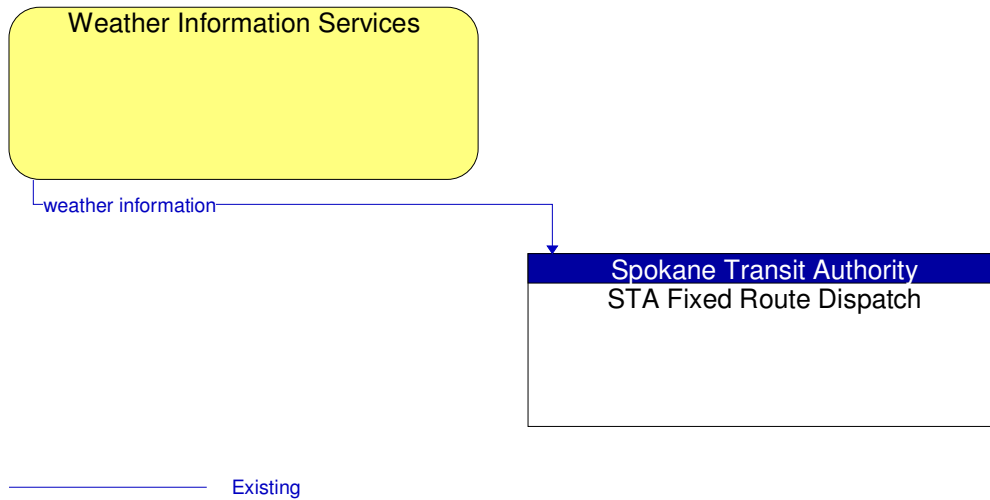 Weather Information Services
weather information
Spokane Transit Authority
STA Fixed Route Dispatch
Existing